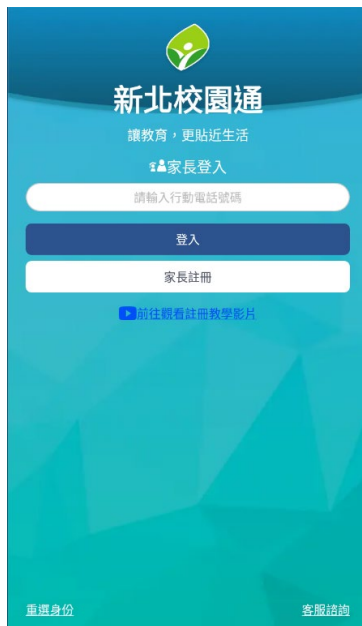 新北校園通
讓教育，更貼近生活
家長登入
請輸入行動電話號碼
登入
家長註冊
前往觀看註冊教學影片
重選身份 客服諮詢